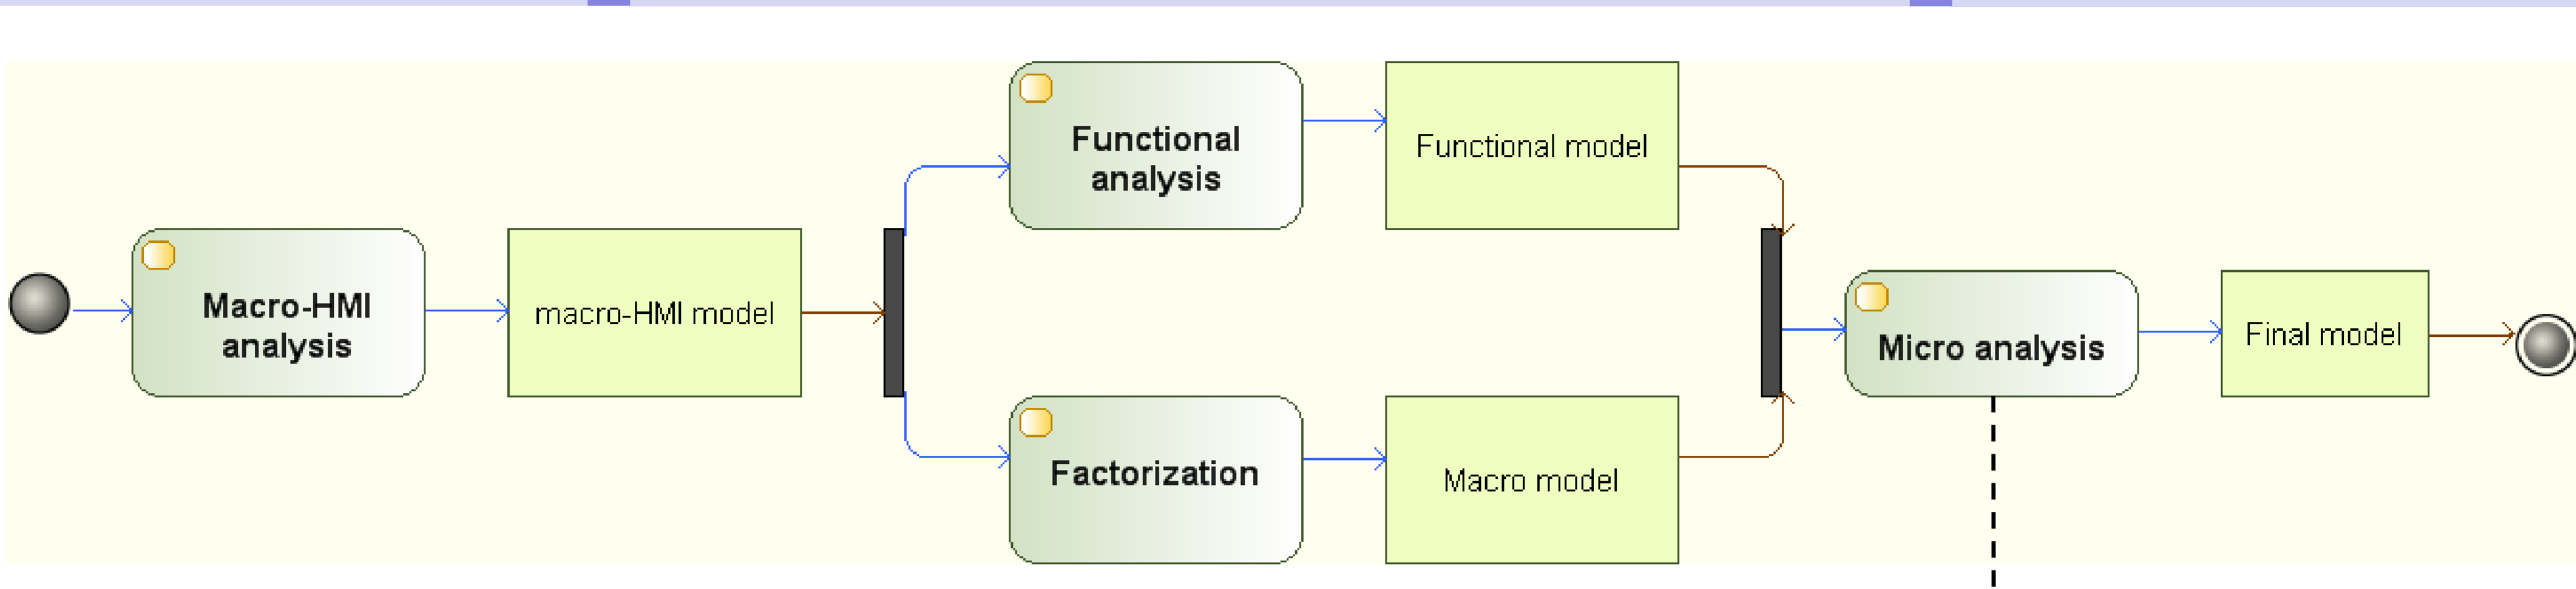 Macro-HMI
analysis
macro-HMI model
Functional
analysis
Functional model
Factorization
Macro model
Micro analysis
Final model